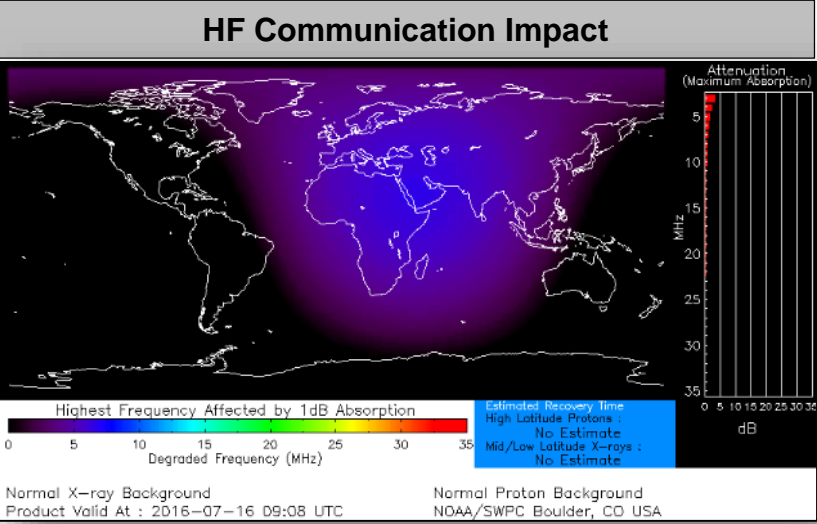 HF Communication Impact
Attenuation
(Maximum Absorption)
5
10
15
20
25
30
35
MHz
0 5 10 15 20 25 30 35
dB
Highest Frequency Affected by 1dB Absorption
0 5 10 15 20 25 30 35
Degraded Frequency (MHz)
Estimated Recovery Time
High Latitude Protons :
No Estimate
Mid/Low Latitude X-rays :
No Estimate
Normal X-ray Background
Normal Proton Background
Product Valid At : 2016-07-16 09:08 UTC
NOAA/SWPC Boulder, CO USA